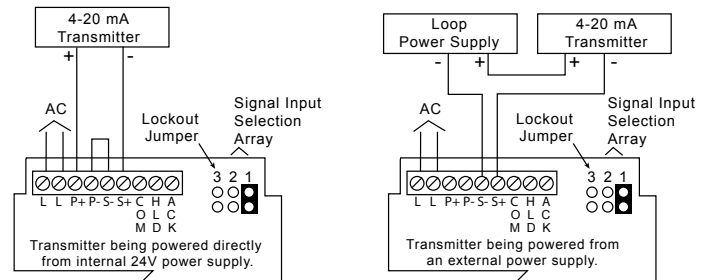 4-20 mA
Transmitter
+ -
AC
Lockout
Jumper
Signal Input
Selection
Array
3 2 1
L L P+ P- S- S+ C H A
O L C
M D K
Transmitter being powered directly
from internal 24V power supply.
Loop
Power Supply
- +
4-20 mA
Transmitter
+ -
AC
Lockout
Jumper
Signal Input
Selection
Array
3 2 1
L L P+ P- S- S+ C H A
O L C
M D K
Transmitter being powered from
an external power supply.